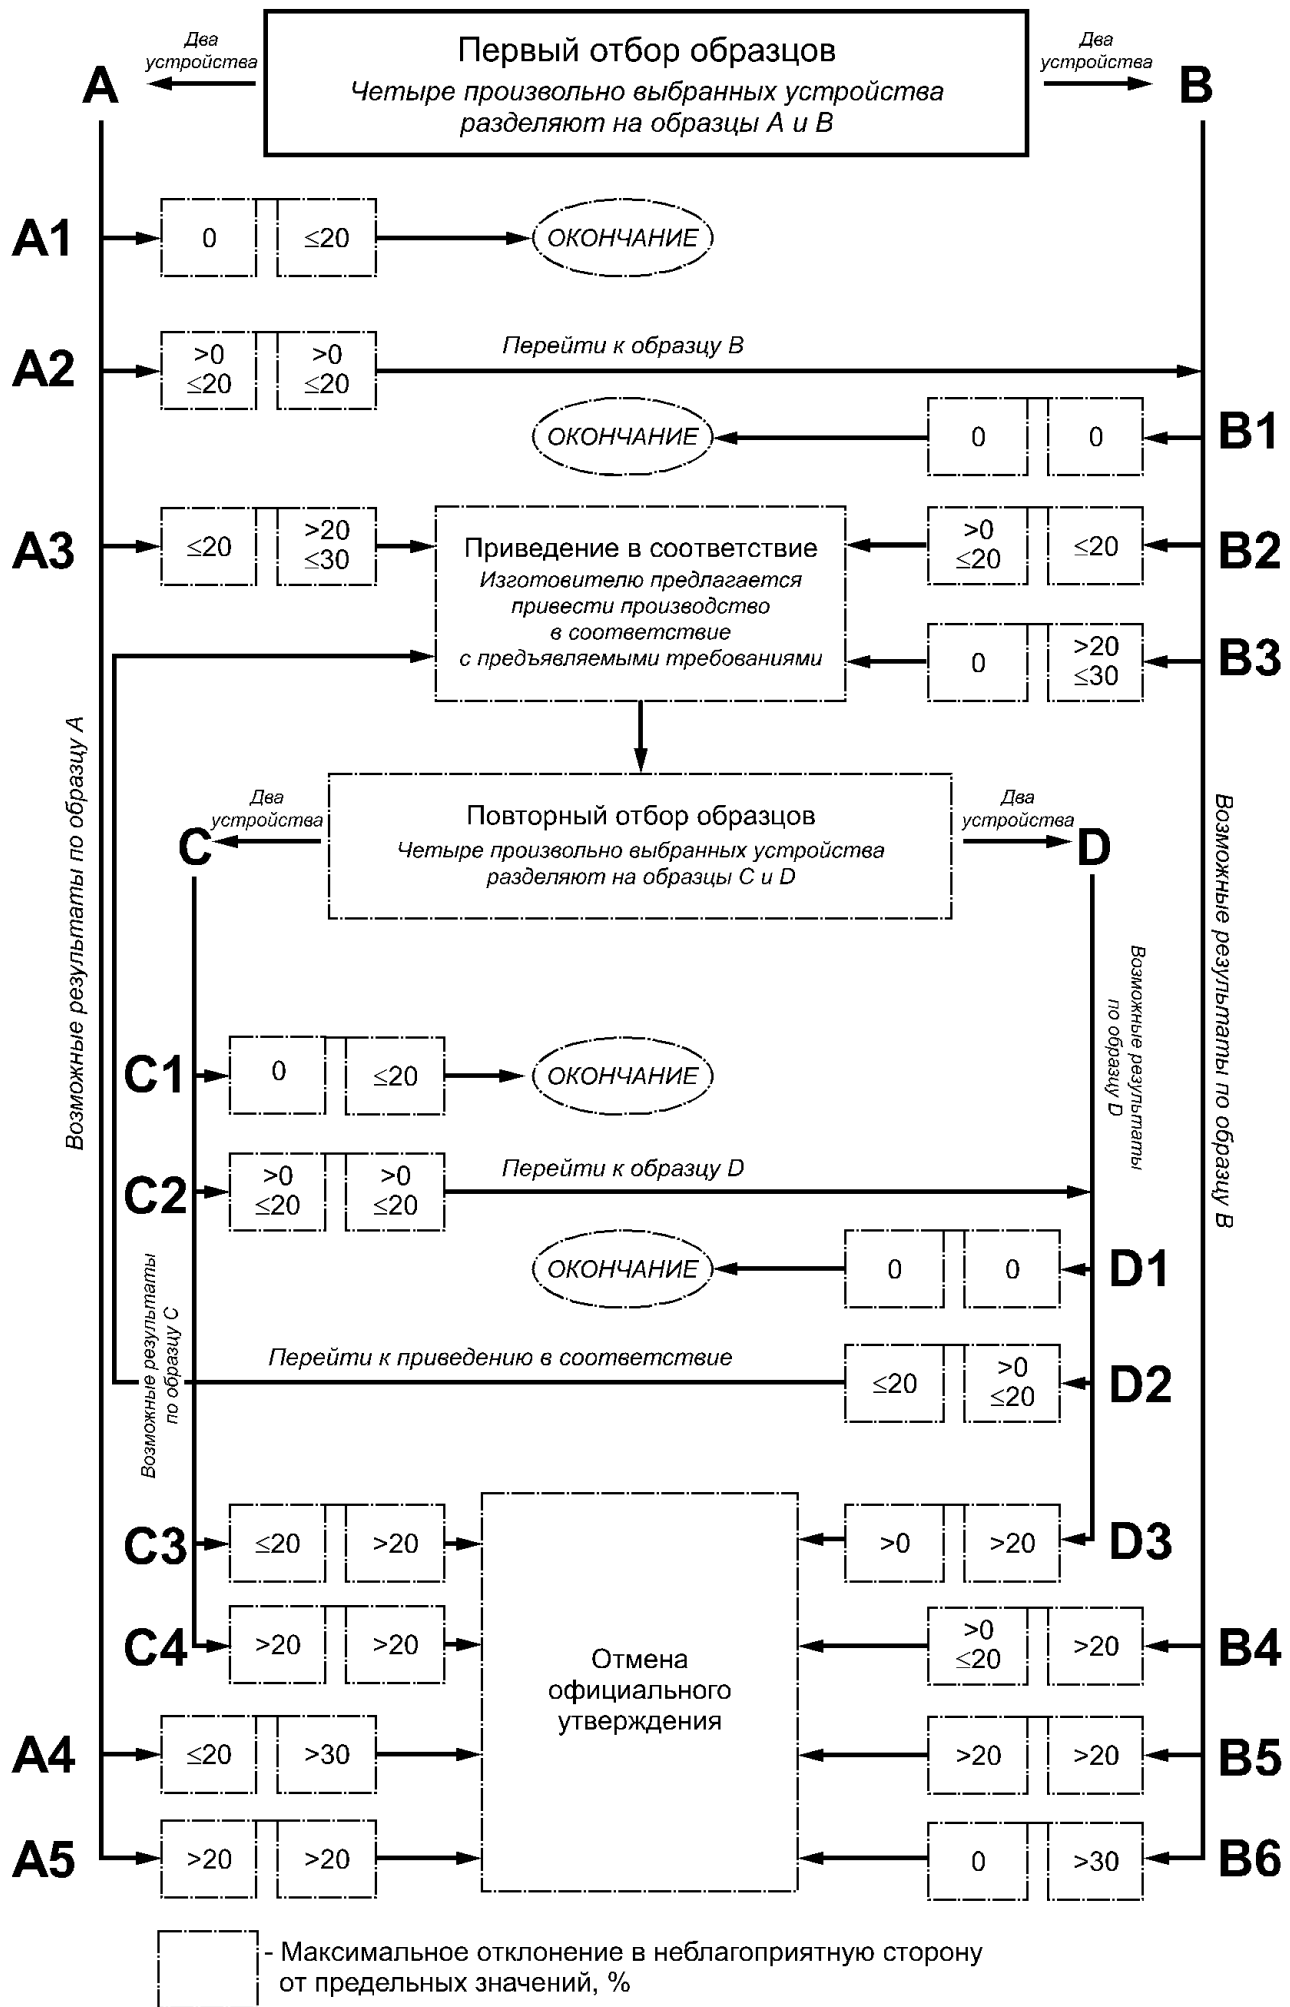 Первый отбор образцов
Четыре произвольно выбранных устройства
разделяют на образцы A и B
Два
устройства
A
Два
устройства
B
A1
0
≤20
ОКОНЧАНИЕ
A2
>0
≤20
>0
≤20
Перейти к образцу B
ОКОНЧАНИЕ
0
0
B1
A3
≤20
>20
≤30
Приведение в соответствие
Изготовителю предлагается
привести производство
в соответствие
с предъявляемыми требованиями
>0
≤20
≤20
B2
0
>20
≤30
B3
Возможные результаты по образцу A
Возможные результаты по образцу B
Два
устройства
C
Повторный отбор образцов
Четыре произвольно выбранных устройства
разделяют на образцы C и D
Два
устройства
D
Возможные результаты
по образцу D
C1
0
≤20
ОКОНЧАНИЕ
C2
>0
≤20
>0
≤20
Перейти к образцу D
ОКОНЧАНИЕ
0
0
D1
Возможные результаты
по образцу C
Перейти к приведению в соответствие
≤20
>0
≤20
D2
C3
≤20
>20
>0
>20
D3
C4
>20
>20
Отмена
официального
утверждения
>0
≤20
>20
B4
A4
≤20
>30
>20
>20
B5
A5
>20
>20
0
>30
B6
- Максимальное отклонение в неблагоприятную сторону
от предельных значений, %